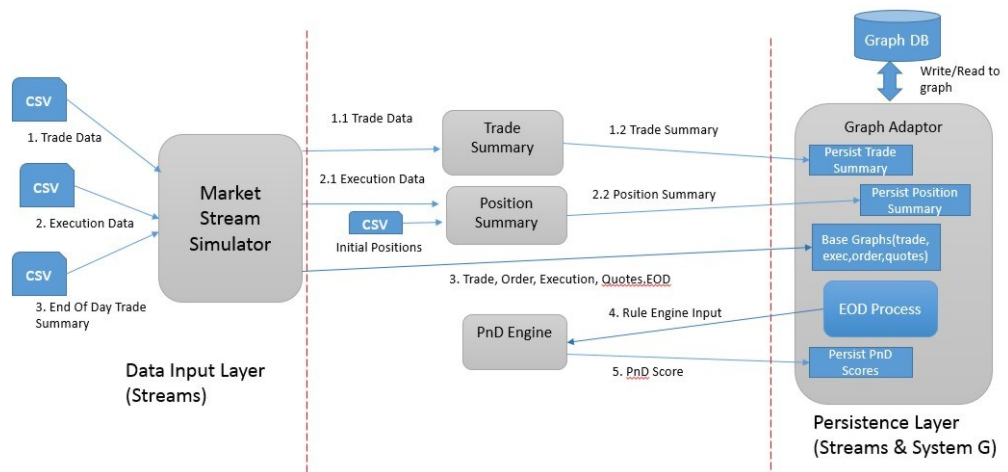 Graph DB
Write/Read to
graph
CSV
1. Trade Data
CSV
2. Execution Data
CSV
3. End Of Day Trade
Summary
Market
Stream
Simulator
Data Input Layer
(Streams)
1.1 Trade Data
Trade
Summary
1.2 Trade Summary
2.1 Execution Data
CSV
Initial Positions
Position
Summary
2.2 Position Summary
3. Trade, Order, Execution, Quotes,EOD
PnD Engine
4. Rule Engine Input
5. PnD Score
Graph Adaptor
Persist Trade
Summary
Persist Position
Summary
Base Graphs(trade,
exec,order,quotes)
EOD Process
Persist PnD
Scores
Persistence Layer
(Streams & System G)